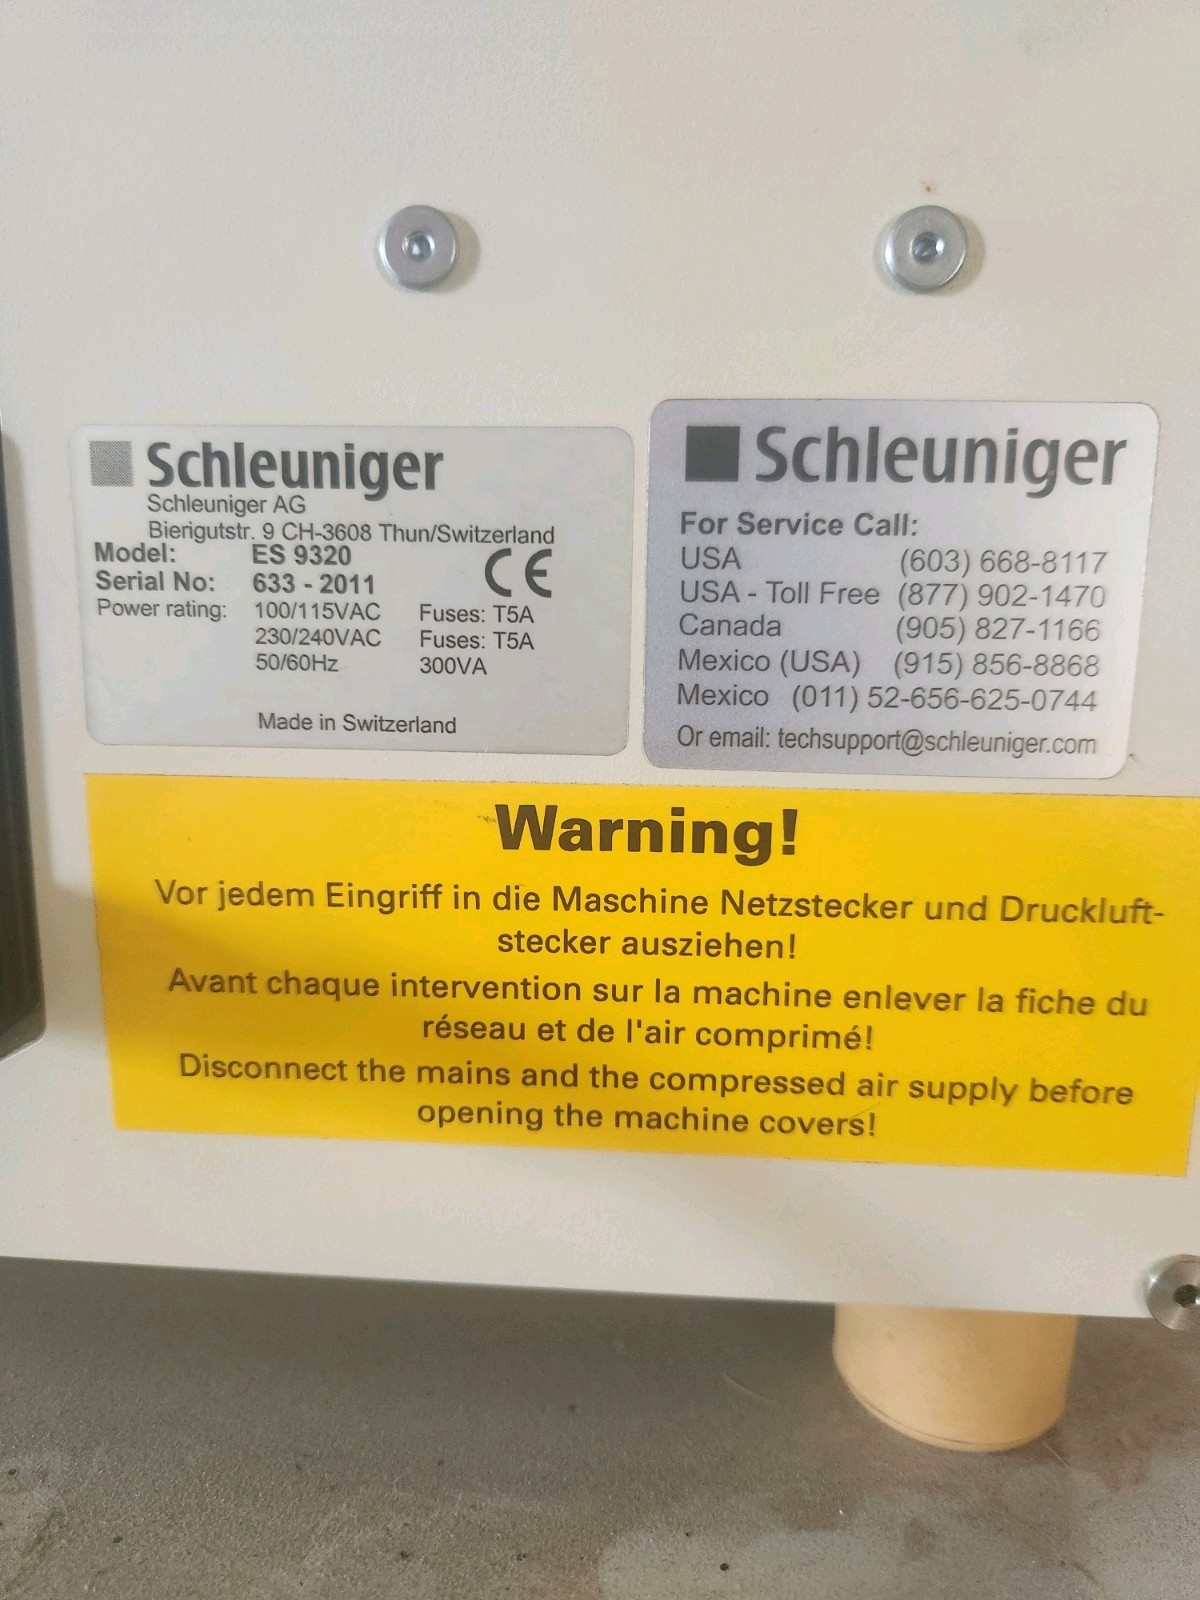 Schleuniger
Schleuniger AG
Bierigutstr. 9 CH-3608 Thun/Switzerland
Model: ES 9320
CE
Serial No: 633 - 2011
Power rating: 100/115VAC Fuses: T5A
230/240VAC Fuses: T5A
50/60Hz 300VA
Made in Switzerland
Schleuniger
For Service Call:
USA (603) 668-8117
USA - Toll Free (877) 902-1470
Canada (905) 827-1166
Mexico (USA) (915) 856-8868
Mexico (011) 52-656-625-0744
Or email: techsupport@schleuniger.com
Warning!
Vor jedem Eingriff in die Maschine Netzstecker und Druckluft-
stecker ausziehen!
Avant chaque intervention sur la machine enlever la fiche du
réseau et de l'air comprimé!
Disconnect the mains and the compressed air supply before
opening the machine covers!